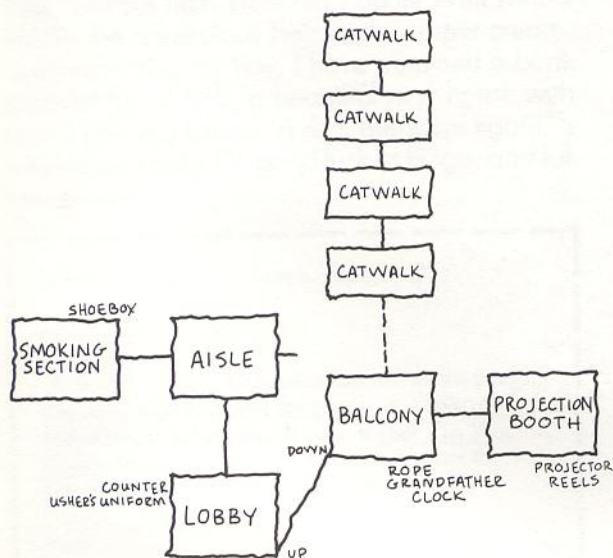 CATWALK
CATWALK
CATWALK
CATWALK
SHOEBOX
SMOKING
SECTION
AISLE
BALCONY
PROJECTION
BOOTH
DOWN
ROPE
GRANDFATHER
CLOCK
PROJECTOR
REELS
COUNTER
USHER'S UNIFORM
LOBBY
UP